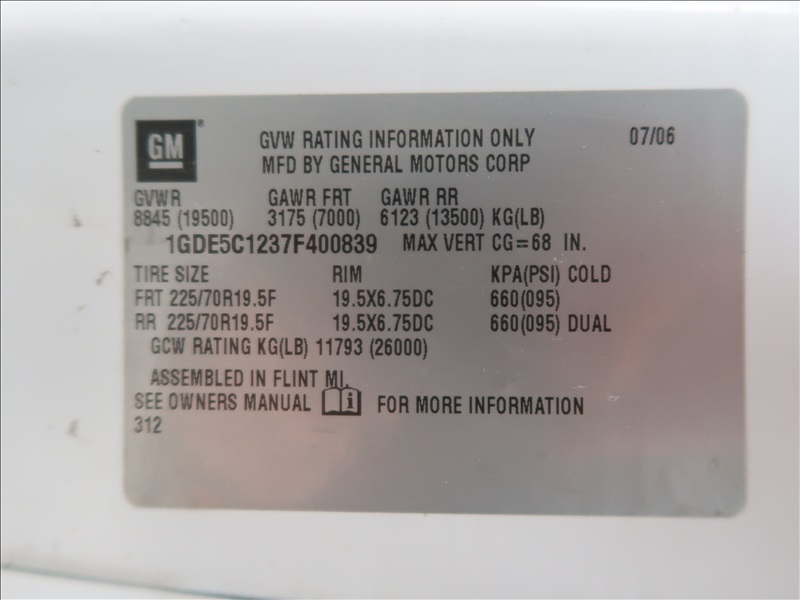 GM® GVW RATING INFORMATION ONLY 07/06
MFD BY GENERAL MOTORS CORP
GVWR GAWR FRT GAWR RR
8845 (19500) 3175 (7000) 6123 (13500) KG(LB)
1GDE5C1237F400839 MAX VERT CG=68 IN.
TIRE SIZE RIM KPA(PSI) COLD
FRT 225/70R19.5F 19.5X6.75DC 660(095)
RR 225/70R19.5F 19.5X6.75DC 660(095) DUAL
GCW RATING KG(LB) 11793 (26000)
ASSEMBLED IN FLINT MI.
SEE OWNERS MANUAL i FOR MORE INFORMATION
312